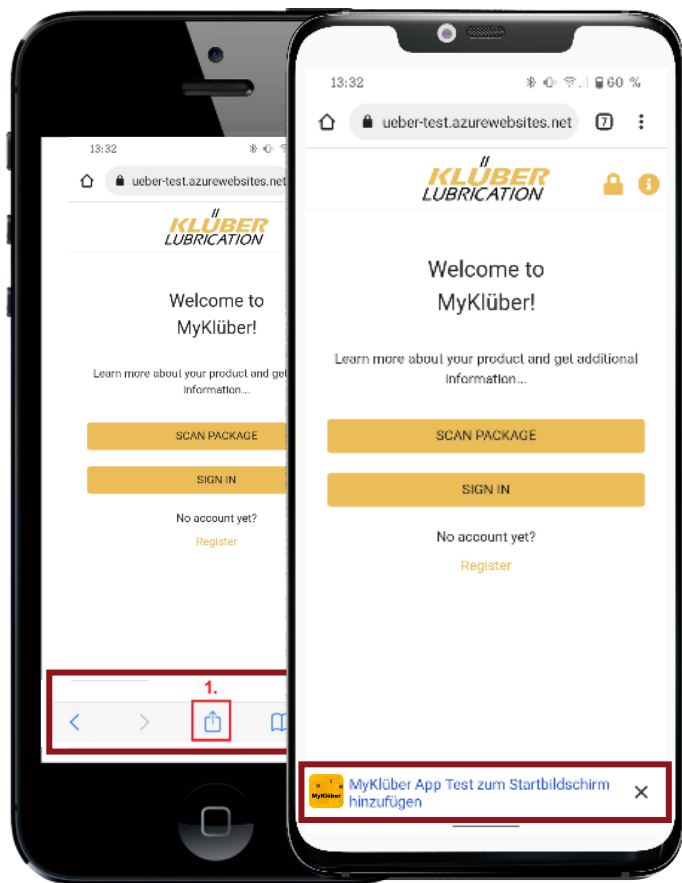 13:32
ueber-test.azurewebsites.net
KLÜBER
LUBRICATION
Welcome to
MyKlüber!
Learn more about your product and get
information...
SCAN PACKAGE
SIGN IN
No account yet?
Register
1.
13:32
60 %
ueber-test.azurewebsites.net
7
KLÜBER
LUBRICATION
Welcome to
MyKlüber!
Learn more about your product and get additional
information...
SCAN PACKAGE
SIGN IN
No account yet?
Register
MyKlüber
MyKlüber App Test zum Startbildschirm
hinzufügen